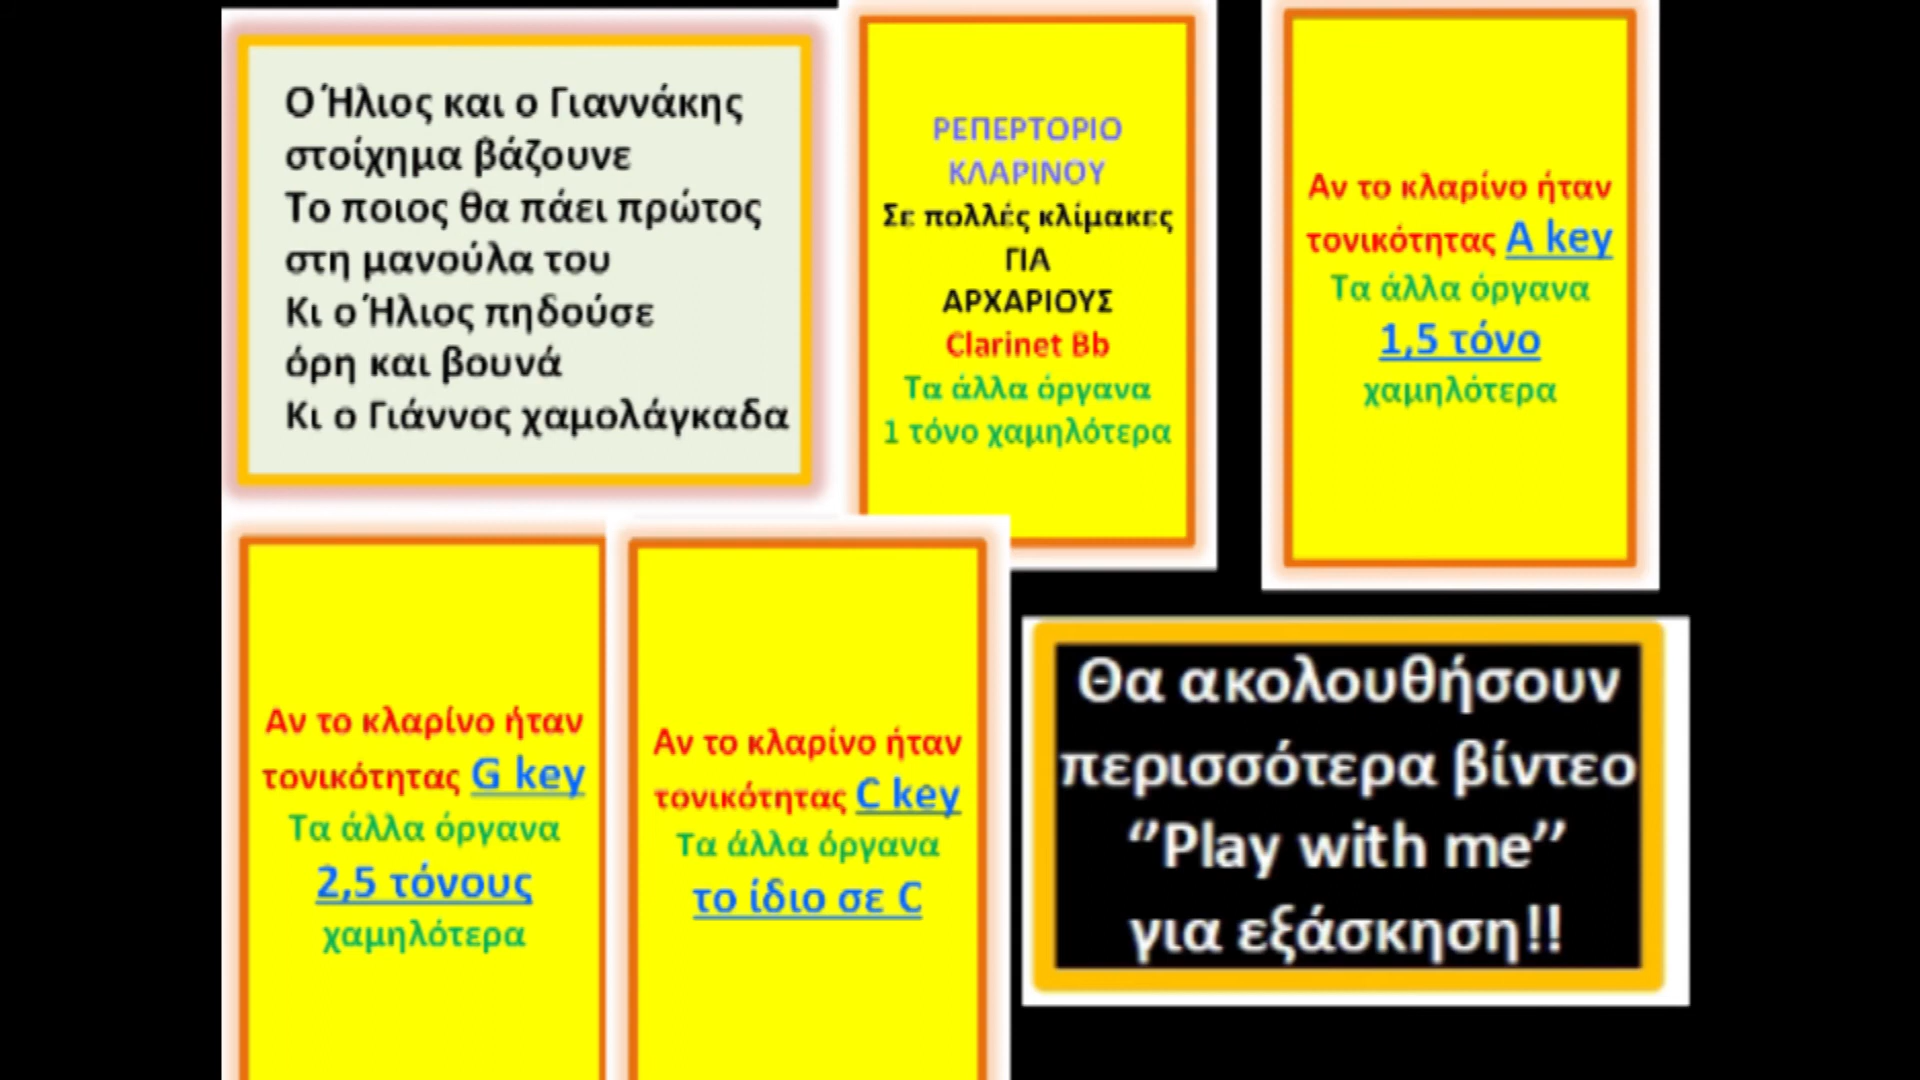 Ο Ήλιος και ο Γιαννάκης
στοίχημα βάζουνε
Το ποιος θα πάει πρώτος
στη μανούλα του
Κι ο Ήλιος πηδούσε
όρη και βουνά
Κι ο Γιάννος χαμολάγκαδα
ΡΕΠΕΡΤΟΡΙΟ
ΚΛΑΡΙΝΟΥ
Σε πολλές κλίμακες
ΓΙΑ
ΑΡΧΑΡΙΟΥΣ
Clarinet Bb
Τα άλλα όργανα
1 τόνο χαμηλότερα
Αν το κλαρίνο ήταν
τονικότητας A key
Τα άλλα όργανα
1,5 τόνο
χαμηλότερα
Αν το κλαρίνο ήταν
τονικότητας G key
Τα άλλα όργανα
2,5 τόνους
χαμηλότερα
Αν το κλαρίνο ήταν
τονικότητας C key
Τα άλλα όργανα
το ίδιο σε C
Θα ακολουθήσουν
περισσότερα βίντεο
‘’Play with me’’
για εξάσκηση!!